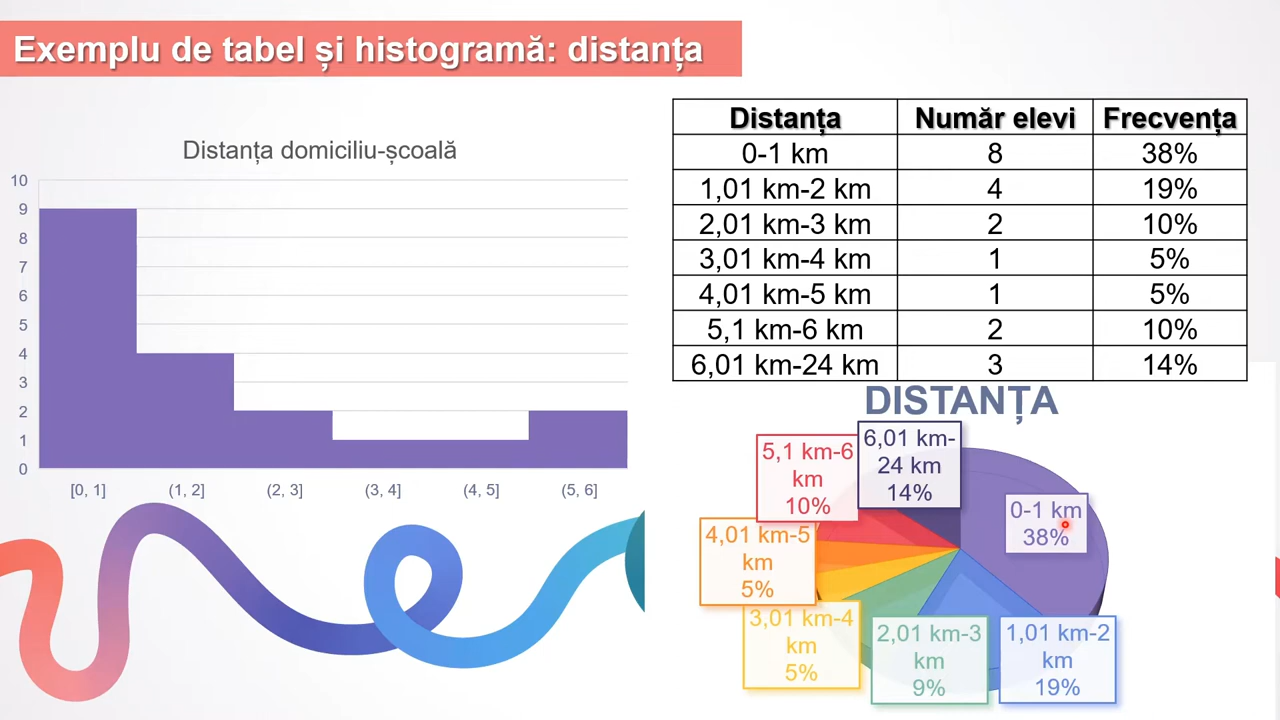 Exemplu de tabel și histogramă: distanța
Distanța domiciliu-școală
10
9
8
7
6
5
4
3
2
1
0
[0, 1] (1, 2] (2, 3] (3, 4] (4, 5] (5, 6]
Distanța Număr elevi Frecvența
0-1 km 8 38%
1,01 km-2 km 4 19%
2,01 km-3 km 2 10%
3,01 km-4 km 1 5%
4,01 km-5 km 1 5%
5,1 km-6 km 2 10%
6,01 km-24 km 3 14%
DISTANȚA
5,1 km-6
km
10%
6,01 km-
24 km
14%
0-1 km
38%
4,01 km-5
km
5%
3,01 km-4
km
5%
2,01 km-3
km
9%
1,01 km-2
km
19%